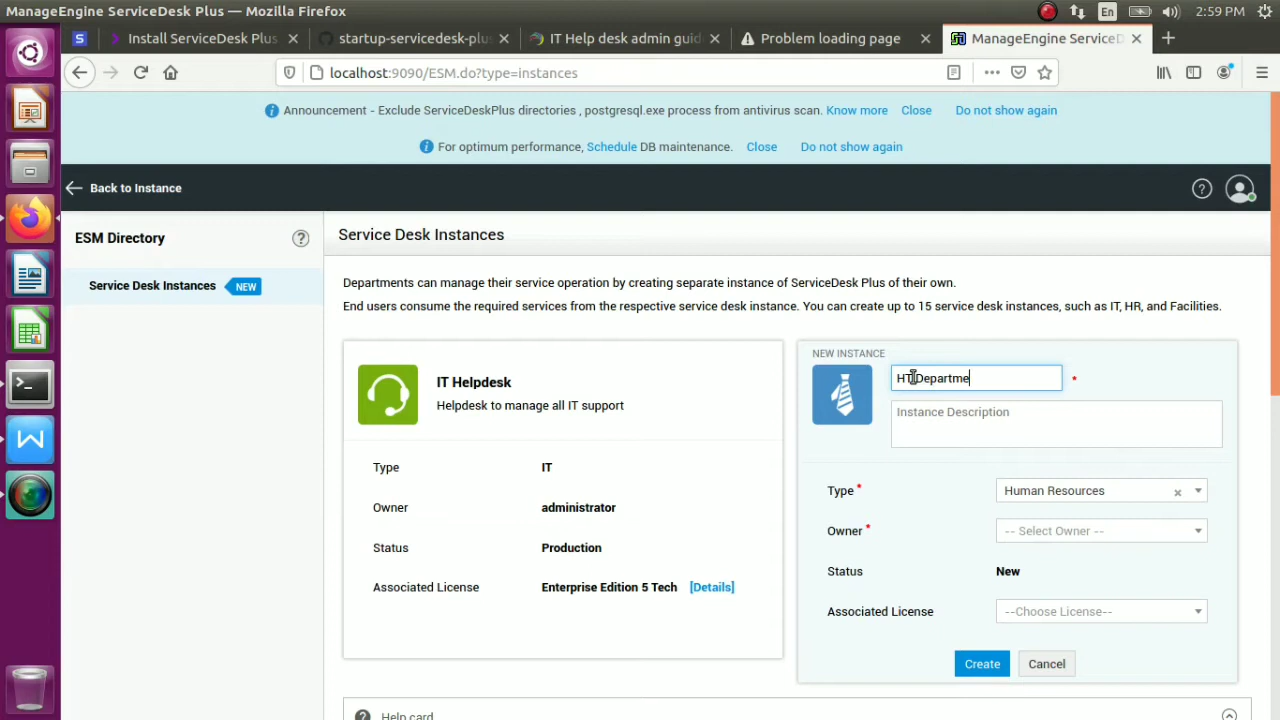 ManageEngine ServiceDesk Plus - Mozilla Firefox
En
2:59 PM
S
Install ServiceDesk Plus
startup-servicedesk-plus
IT Help desk admin guid
Problem loading page
ManageEngine ServiceD
localhost:9090/ESM.do?type=instances
Announcement - Exclude ServiceDeskPlus directories , postgresql.exe process from antivirus scan. Know more Close Do not show again
For optimum performance, Schedule DB maintenance. Close Do not show again
Back to Instance
ESM Directory
Service Desk Instances NEW
Service Desk Instances
Departments can manage their service operation by creating separate instance of ServiceDesk Plus of their own.
End users consume the required services from the respective service desk instance. You can create up to 15 service desk instances, such as IT, HR, and Facilities.
IT Helpdesk
Helpdesk to manage all IT support
Type IT
Owner administrator
Status Production
Associated License Enterprise Edition 5 Tech [Details]
NEW INSTANCE
HT Departme *
Instance Description
Type * Human Resources
Owner * -- Select Owner --
Status New
Associated License --Choose License--
Create Cancel
Help card